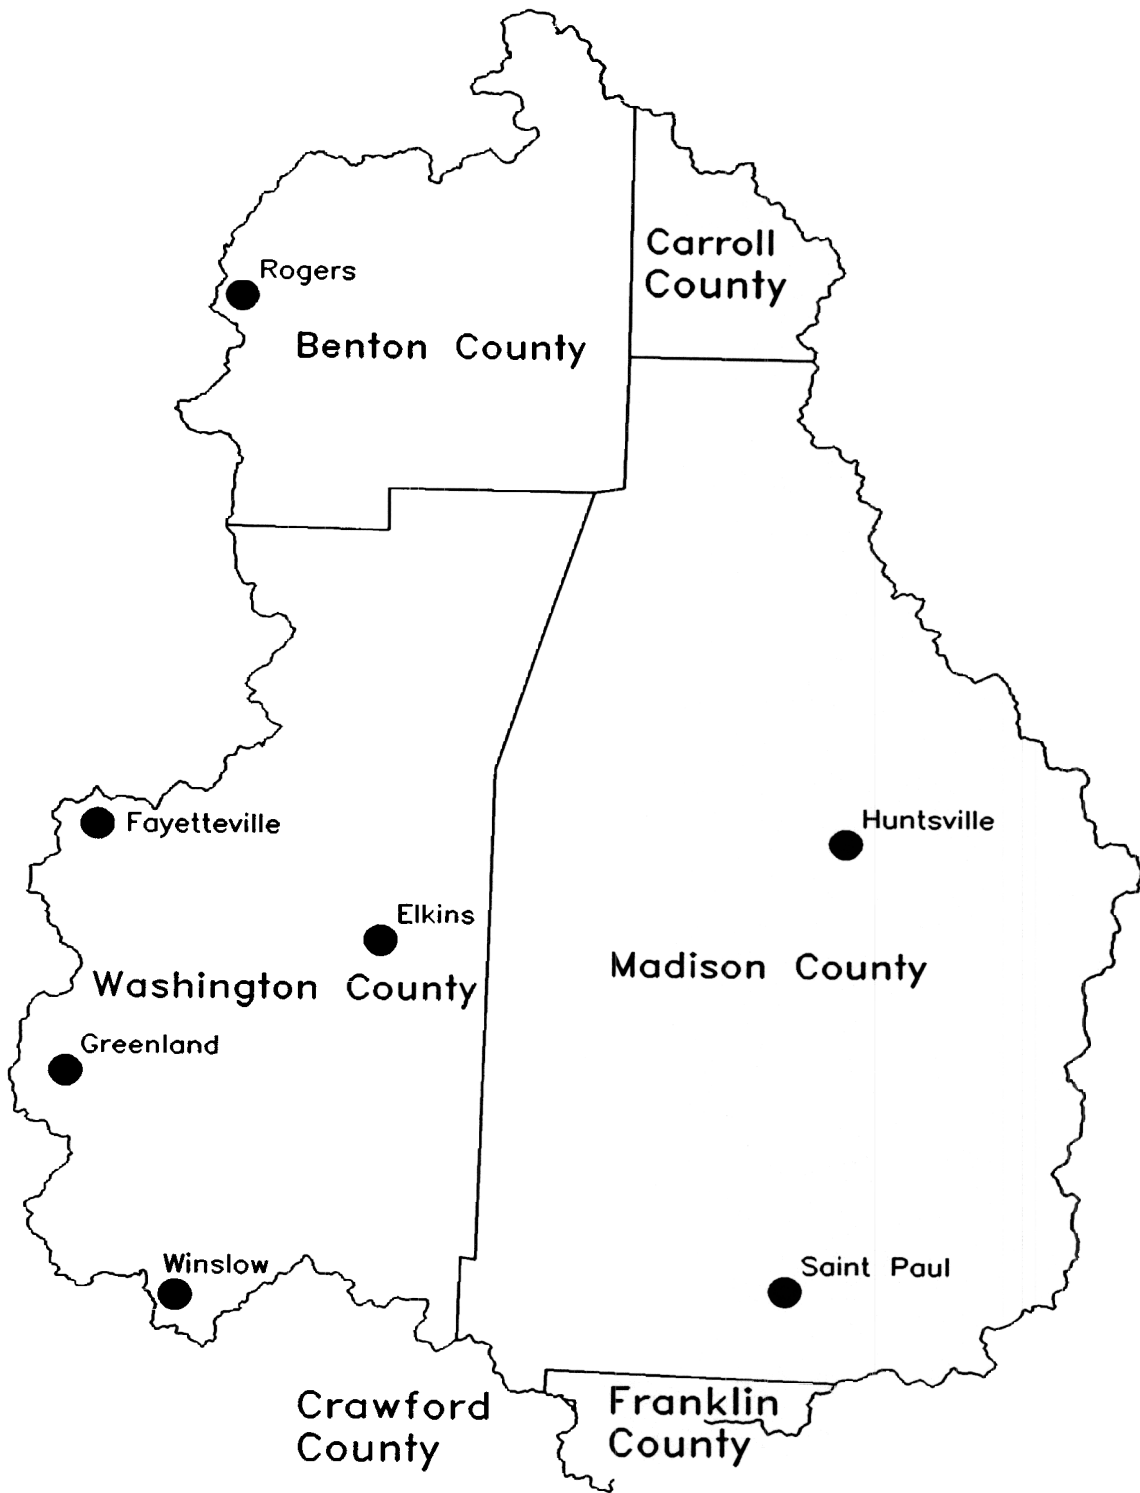 Carroll
County
Rogers
Benton County
Fayetteville
Huntsville
Elkins
Madison County
Washington County
Greenland
Winslow
Saint Paul
Crawford
County
Franklin
County